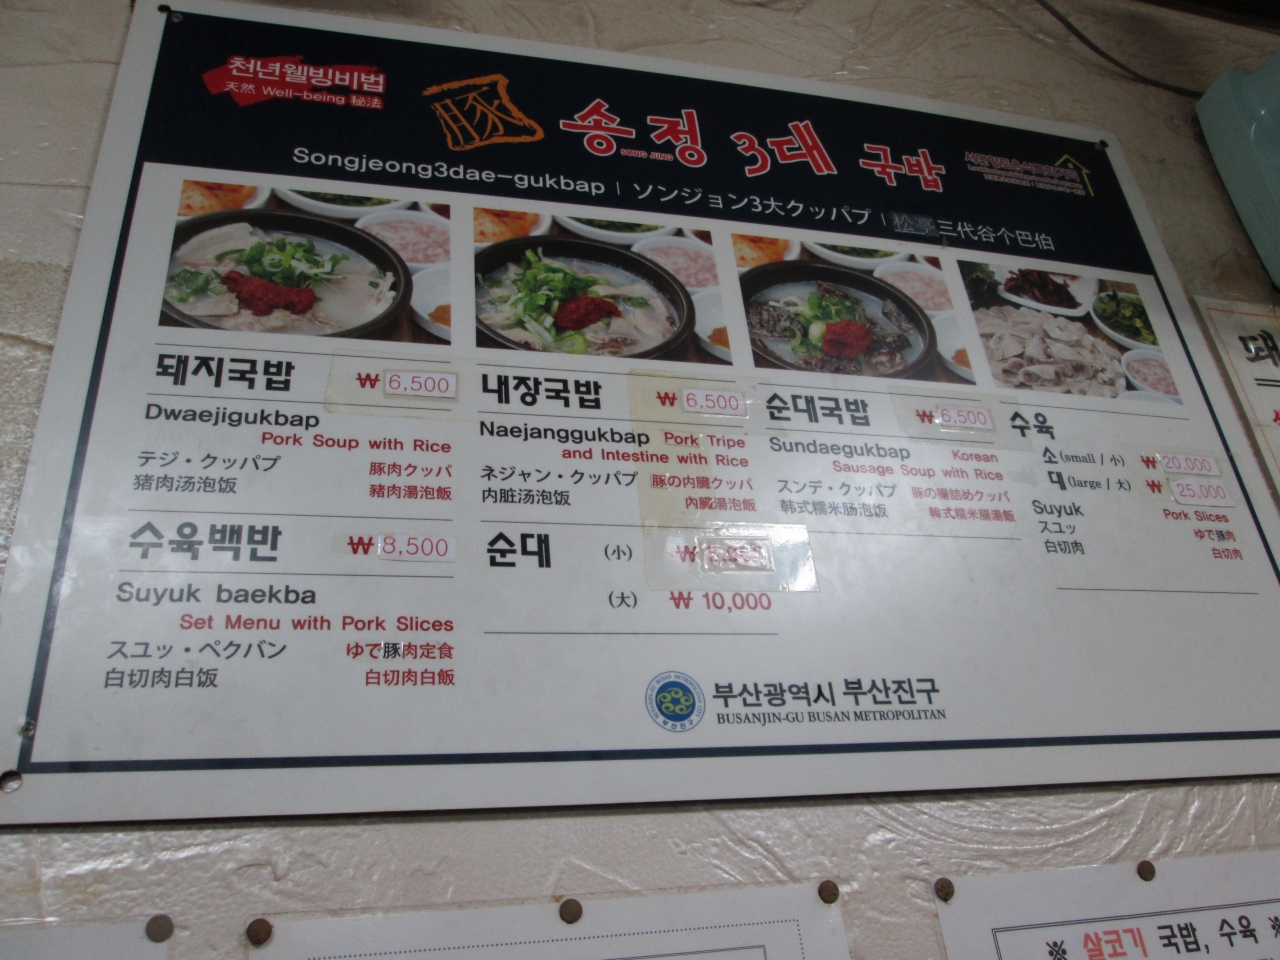 천년웰빙비법
天然 Well-being 秘法
豚
송정 3대 국밥
SONG JUNG
Songjeong3dae-gukbap | ソンジョン3大クッパプ | 松亭三代谷个巴伯
돼지국밥 ₩ 6,500
Dwaejigukbap
Pork Soup with Rice
テジ・クッパプ 豚肉クッパ
猪肉汤泡饭 豬肉湯泡飯
내장국밥 ₩ 6,500
Naejanggukbap Pork Tripe
and Intestine with Rice
ネジャン・クッパプ 豚の内臓クッパ
内脏汤泡饭 內臟湯泡飯
순대국밥 ₩ 6,500
Sundaegukbap Korean
Sausage Soup with Rice
スンデ・クッパプ 豚の腸詰めクッパ
韩式糯米肠泡饭 韓式糯米腸湯飯
수육
소(small / 小) ₩ 20,000
대(large / 大) ₩ 25,000
Suyuk Pork Slices
スユッ ゆで豚肉
白切肉 白切肉
수육백반 ₩ 8,500
Suyuk baekba
Set Menu with Pork Slices
スユッ・ペクバン ゆで豚肉定食
白切肉白饭 白切肉白飯
순대 (小) ₩
(大) ₩ 10,000
부산광역시 부산진구
BUSANJIN-GU BUSAN METROPOLITAN
돼
※ 살코기 국밥, 수육 ※